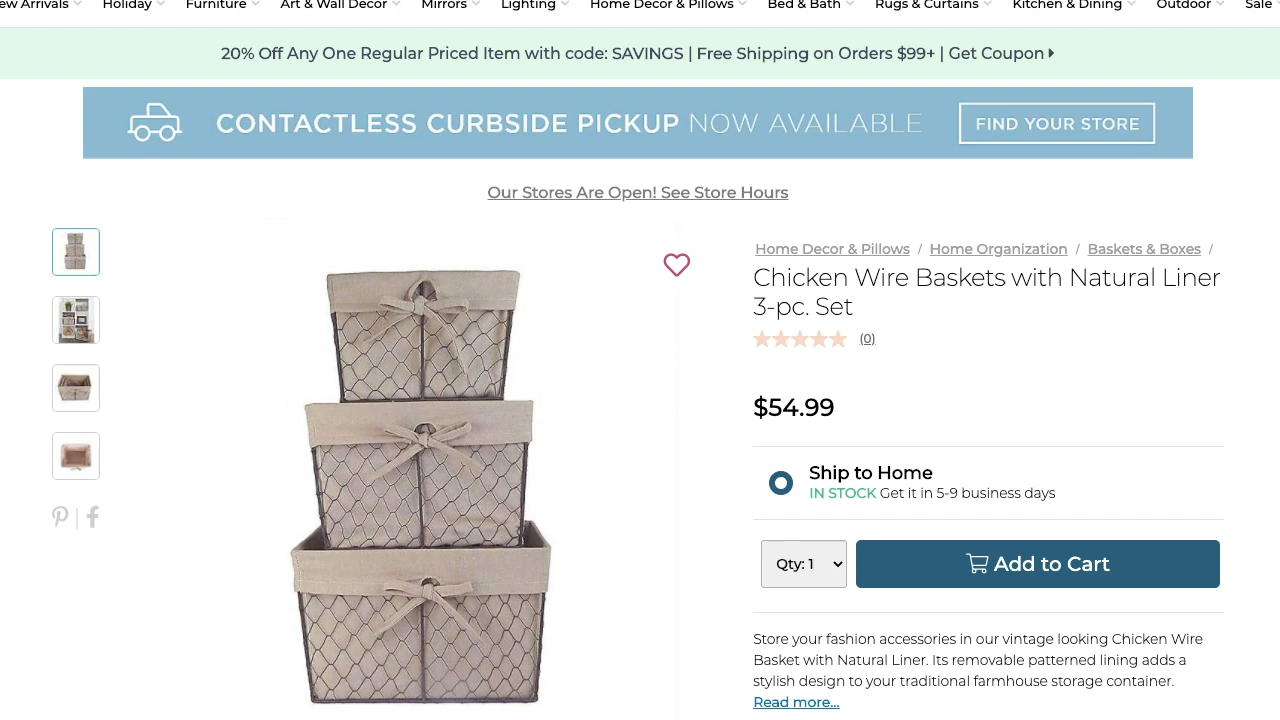 ew Arrivals Holiday Furniture Art & Wall Decor Mirrors Lighting Home Decor & Pillows Bed & Bath Rugs & Curtains Kitchen & Dining Outdoor Sale
20% Off Any One Regular Priced Item with code: SAVINGS | Free Shipping on Orders $99+ | Get Coupon
CONTACTLESS CURBSIDE PICKUP NOW AVAILABLE FIND YOUR STORE
Our Stores Are Open! See Store Hours
Home Decor & Pillows / Home Organization / Baskets & Boxes /
Chicken Wire Baskets with Natural Liner
3-pc. Set
(0)
$54.99
Ship to Home
IN STOCK Get it in 5-9 business days
Qty: 1 Add to Cart
Store your fashion accessories in our vintage looking Chicken Wire
Basket with Natural Liner. Its removable patterned lining adds a
stylish design to your traditional farmhouse storage container.
Read more...